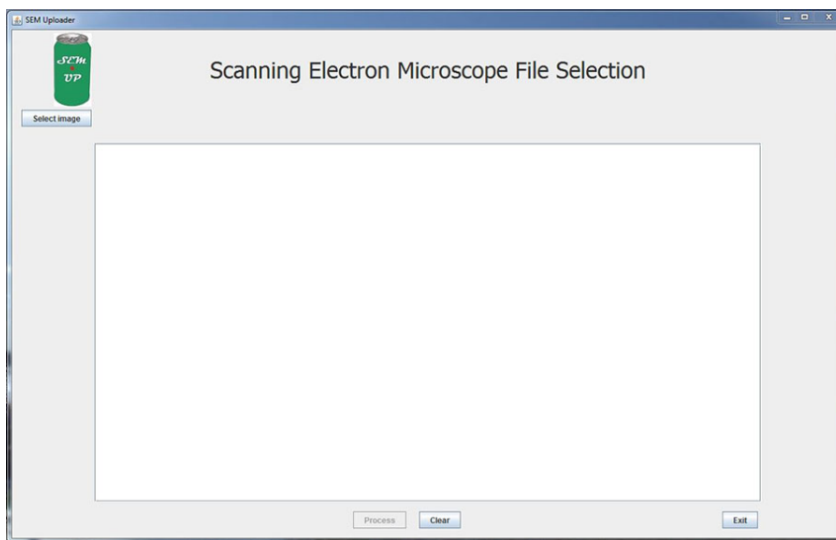 SEM Uploader
SEM
UP
Scanning Electron Microscope File Selection
Select image
Process
Clear
Exit